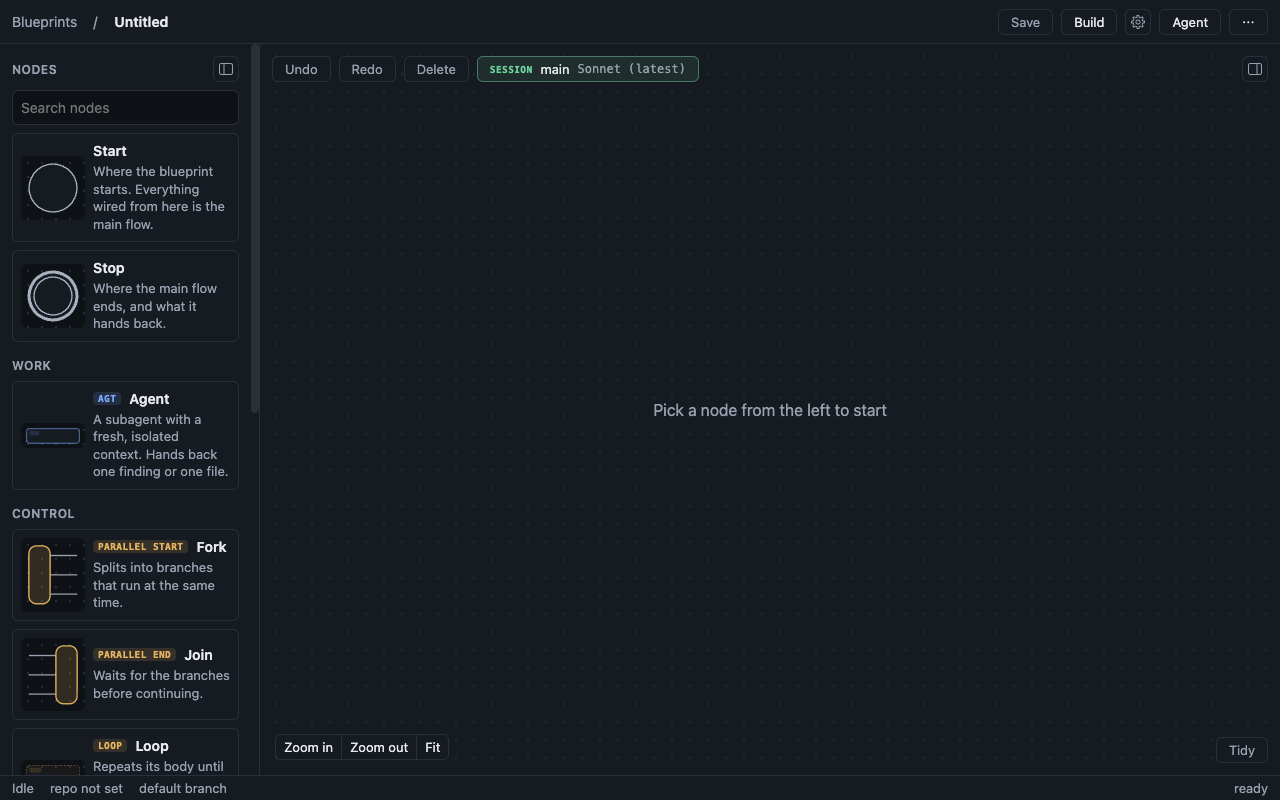 Blueprints / Untitled
Save
Build
Agent
···
NODES
Undo
Redo
Delete
SESSION main Sonnet (latest)
Search nodes
Start
Where the blueprint
starts. Everything
wired from here is the
main flow.
Stop
Where the main flow
ends, and what it
hands back.
WORK
AGT Agent
A subagent with a
fresh, isolated
context. Hands back
one finding or one file.
CONTROL
PARALLEL START Fork
Splits into branches
that run at the same
time.
PARALLEL END Join
Waits for the branches
before continuing.
LOOP Loop
Repeats its body until
Pick a node from the left to start
Zoom in
Zoom out
Fit
Tidy
Idle
repo not set
default branch
ready